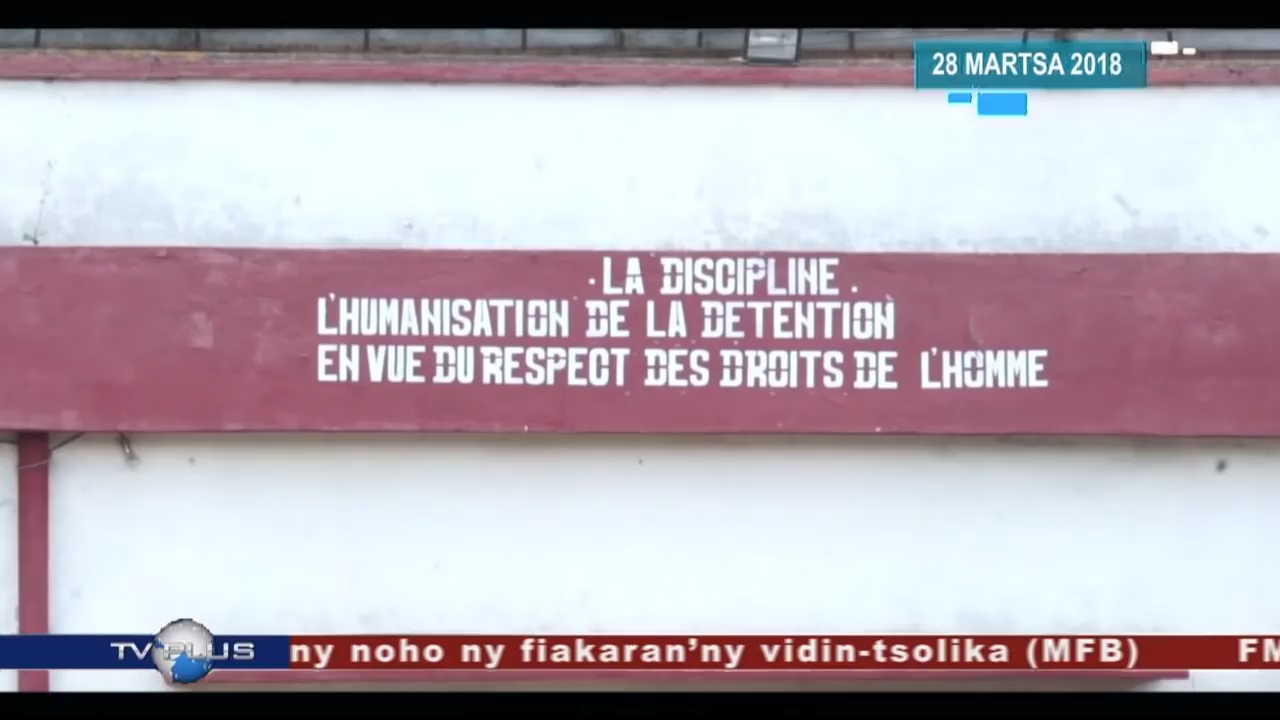 28 MARTSA 2018
·LA DISCIPLINE.
L'HUMANISATION DE LA DETENTION
EN VUE DU RESPECT DES DROITS DE L'HOMME
TV PLUS
ny noho ny fiakaran'ny vidin-tsolika (MFB) FM